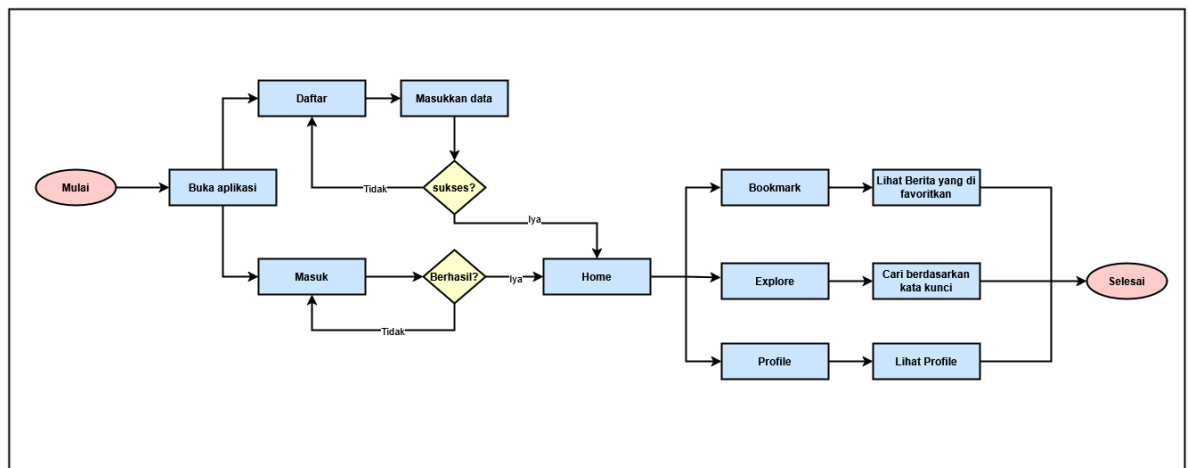 Mulai
Buka aplikasi
Daftar
Masukkan data
sukses?
Tidak
Iya
Masuk
Berhasil?
Tidak
Iya
Home
Bookmark
Lihat Berita yang di
favoritkan
Explore
Cari berdasarkan
kata kunci
Profile
Lihat Profile
Selesai